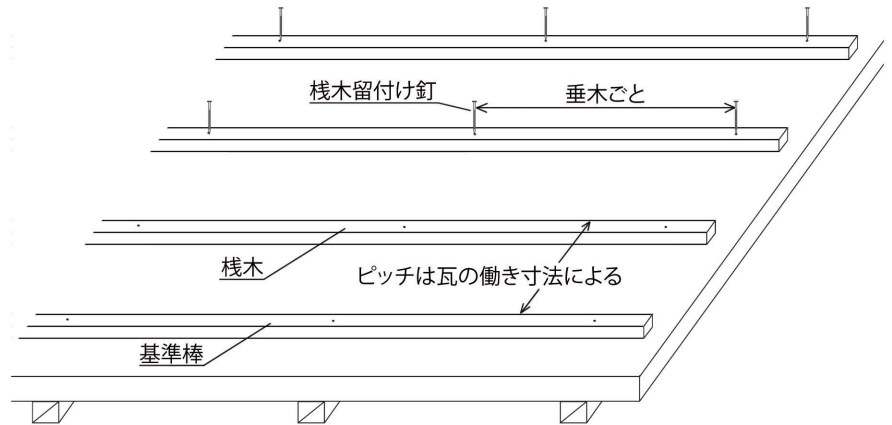 桟木留付け釘
垂木ごと
桟木
ピッチは瓦の働き寸法による
基準棒